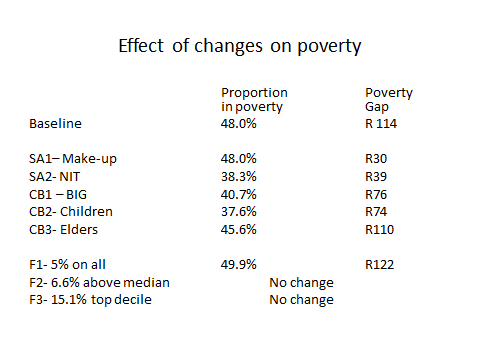 Effect of changes on poverty
Proportion in poverty Poverty Gap
Baseline 48.0% R 114
SA1– Make-up 48.0% R30
SA2- NIT 38.3% R39
CB1 – BIG 40.7% R76
CB2- Children 37.6% R74
CB3- Elders 45.6% R110
F1- 5% on all 49.9% R122
F2- 6.6% above median No change
F3- 15.1% top decile No change